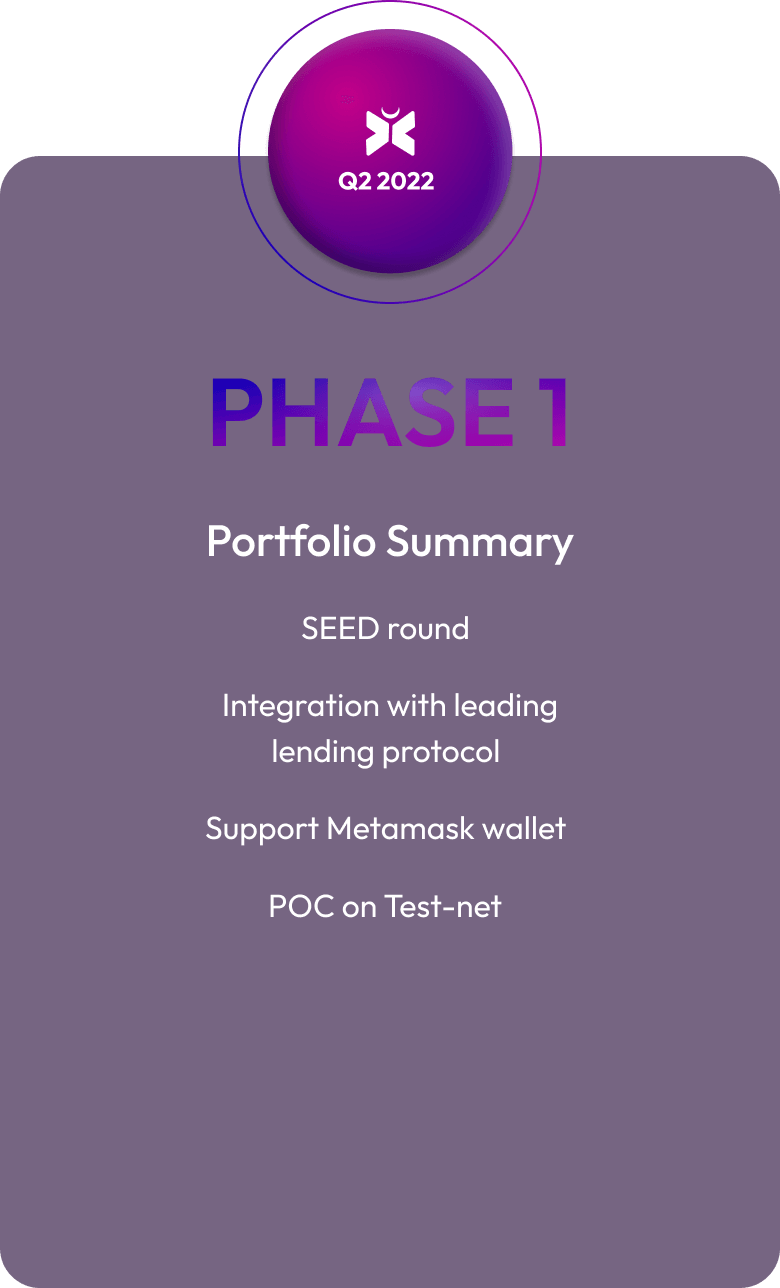 Q2 2022
PHASE 1
Portfolio Summary
SEED round
Integration with leading
lending protocol
Support Metamask wallet
POC on Test-net